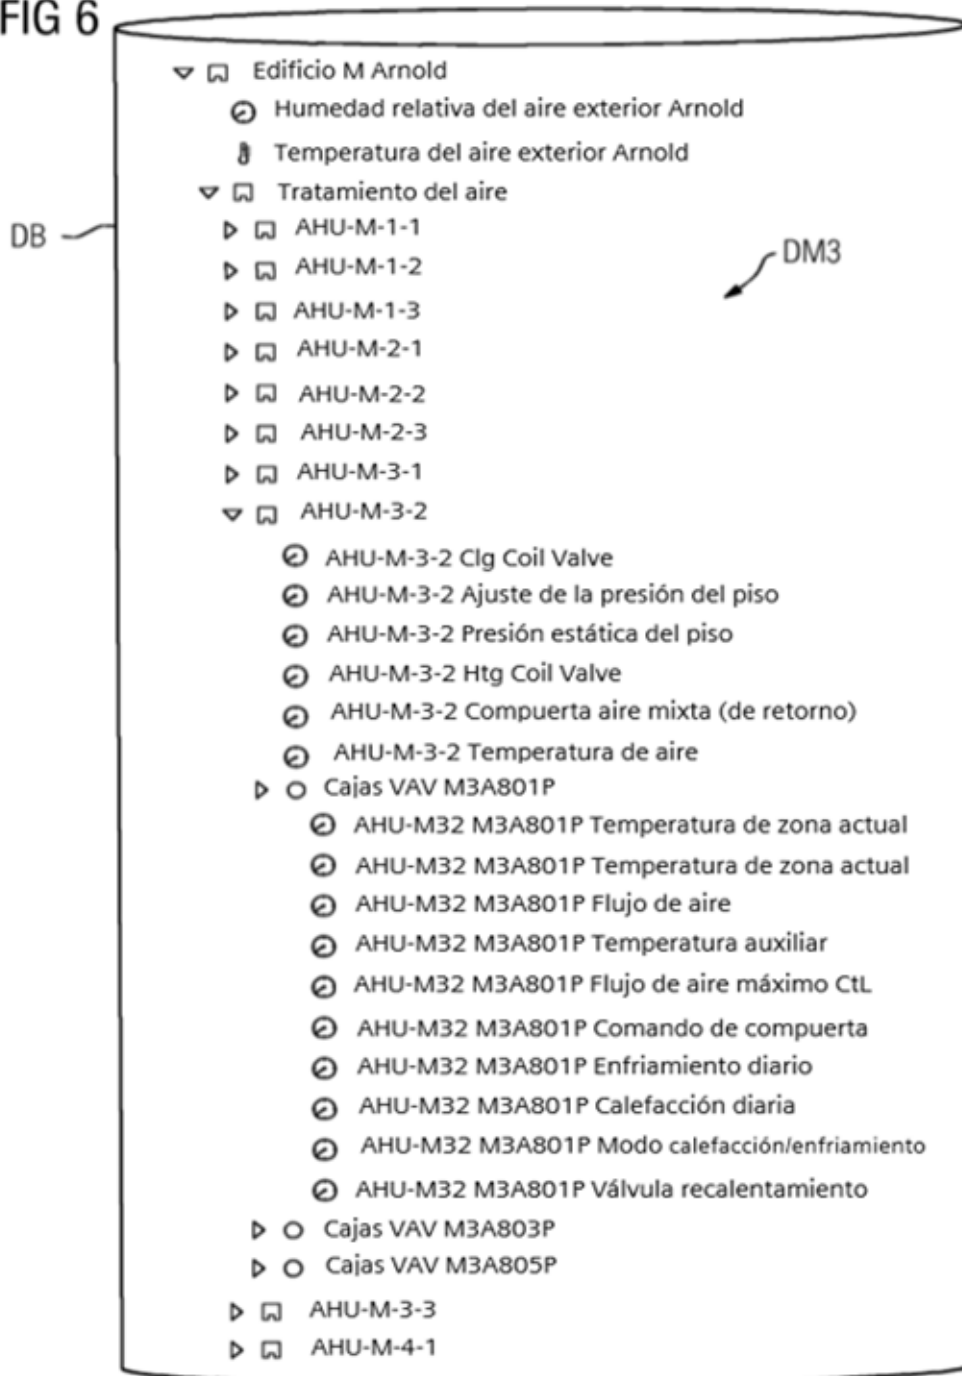 FIG 6
Edificio M Arnold
Humedad relativa del aire exterior Arnold
Temperatura del aire exterior Arnold
Tratamiento del aire
AHU-M-1-1
DB
AHU-M-1-2
DM3
AHU-M-1-3
AHU-M-2-1
AHU-M-2-2
AHU-M-2-3
AHU-M-3-1
AHU-M-3-2
AHU-M-3-2 Clg Coil Valve
AHU-M-3-2 Ajuste de la presión del piso
AHU-M-3-2 Presión estática del piso
AHU-M-3-2 Htg Coil Valve
AHU-M-3-2 Compuerta aire mixta (de retorno)
AHU-M-3-2 Temperatura de aire
Cajas VAV M3A801P
AHU-M32 M3A801P Temperatura de zona actual
AHU-M32 M3A801P Temperatura de zona actual
AHU-M32 M3A801P Flujo de aire
AHU-M32 M3A801P Temperatura auxiliar
AHU-M32 M3A801P Flujo de aire máximo CtL
AHU-M32 M3A801P Comando de compuerta
AHU-M32 M3A801P Enfriamiento diario
AHU-M32 M3A801P Calefacción diaria
AHU-M32 M3A801P Modo calefacción/enfriamiento
AHU-M32 M3A801P Válvula recalentamiento
Cajas VAV M3A803P
Cajas VAV M3A805P
AHU-M-3-3
AHU-M-4-1